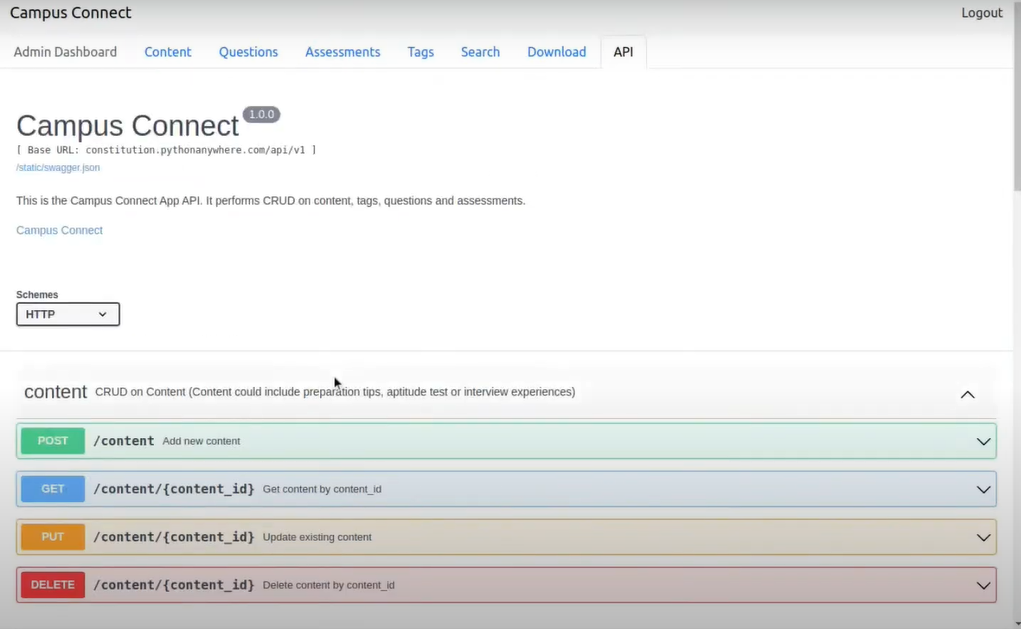 Campus Connect Logout
Admin Dashboard Content Questions Assessments Tags Search Download API
Campus Connect 1.0.0
[ Base URL: constitution.pythonanywhere.com/api/v1 ]
/static/swagger.json
This is the Campus Connect App API. It performs CRUD on content, tags, questions and assessments.
Campus Connect
Schemes
HTTP
content CRUD on Content (Content could include preparation tips, aptitude test or interview experiences)
POST /content Add new content
GET /content/{content_id} Get content by content_id
PUT /content/{content_id} Update existing content
DELETE /content/{content_id} Delete content by content_id